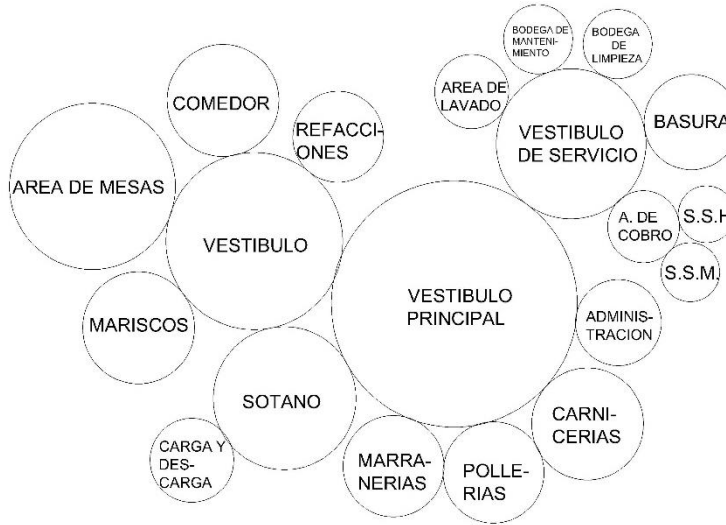 BODEGA DE
MANTENI-
MIENTO
BODEGA
DE
LIMPIEZA
COMEDOR
AREA DE
LAVADO
REFACCI-
ONES
VESTIBULO
DE SERVICIO
BASURA
AREA DE MESAS
A. DE
COBRO
S.S.H
S.S.M.
VESTIBULO
VESTIBULO
PRINCIPAL
MARISCOS
ADMINIS-
TRACION
SOTANO
CARNI-
CERIAS
CARGA Y
DES-
CARGA
MARRA-
NERIAS
POLLE-
RIAS